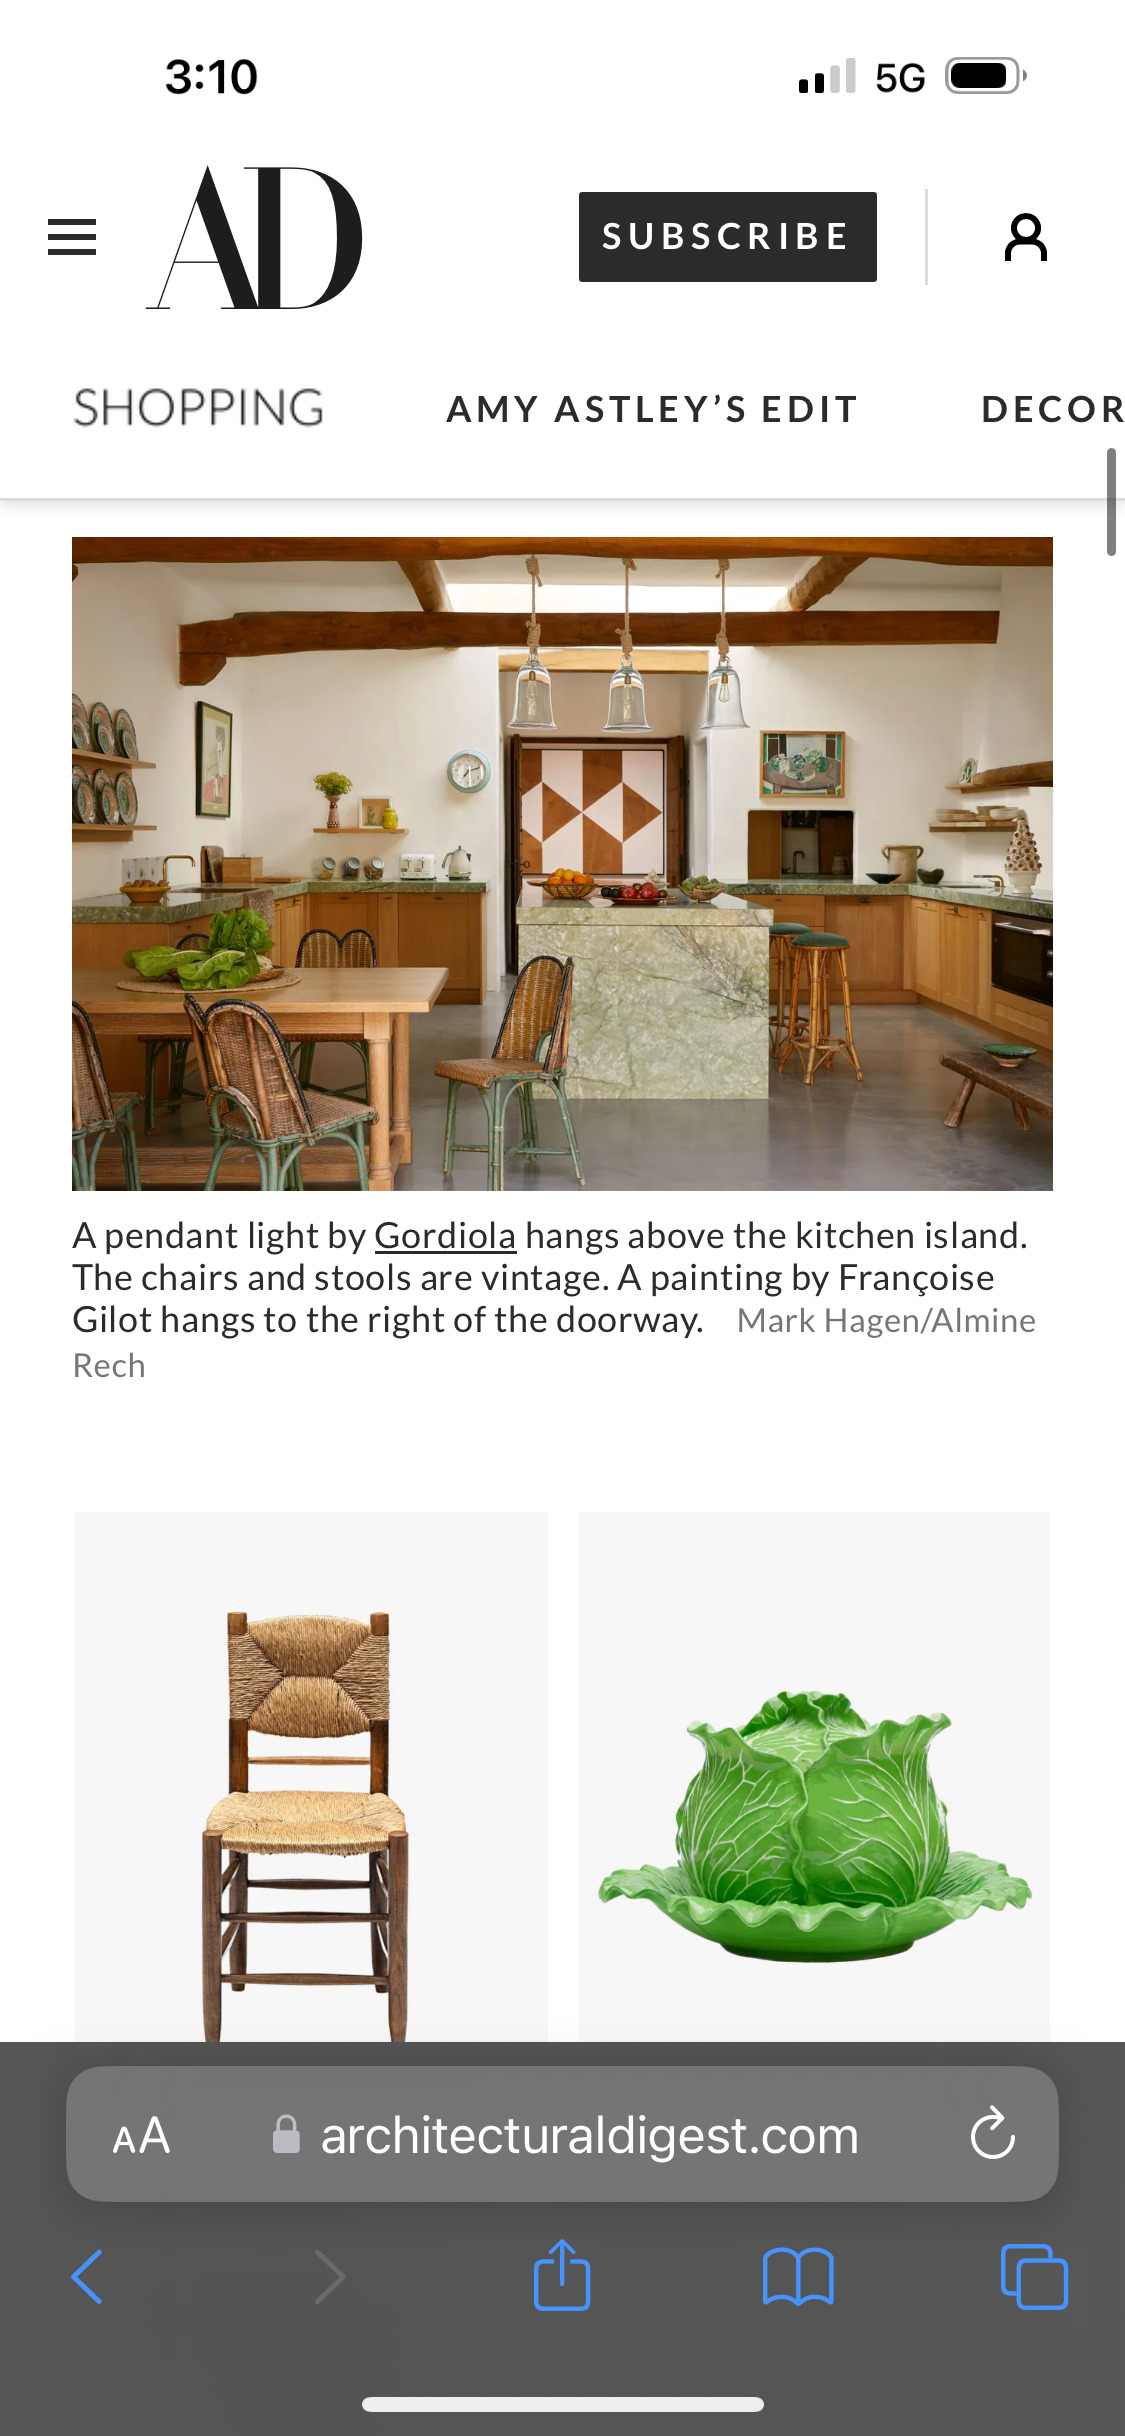 3:10
5G
AD
SUBSCRIBE
SHOPPING
AMY ASTLEY’S EDIT
DECOR
A pendant light by Gordiola hangs above the kitchen island.
The chairs and stools are vintage. A painting by Françoise
Gilot hangs to the right of the doorway. Mark Hagen/Almine
Rech
AA
architecturaldigest.com